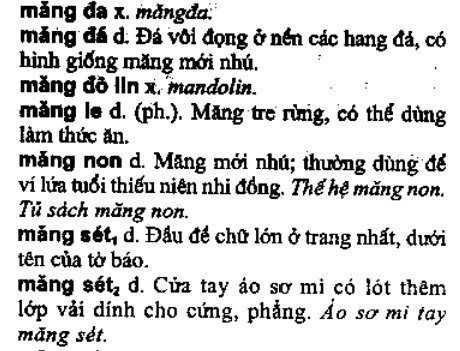 măng đa x. măngđa.
măng đá d. Đá vôi đọng ở nền các hang đá, có
hình giống măng mới nhú.
măng đô lin x. mandolin.
măng le d. (ph.). Măng tre rừng, có thể dùng
làm thức ăn.
măng non d. Măng mới nhú; thường dùng để
ví lứa tuổi thiếu niên nhi đồng. Thế hệ măng non.
Tủ sách măng non.
măng sét₁ d. Đầu đề chữ lớn ở trang nhất, dưới
tên của tờ báo.
măng sét₂ d. Cửa tay áo sơ mi có lót thêm
lớp vải dính cho cứng, phẳng. Áo sơ mi tay
măng sét.